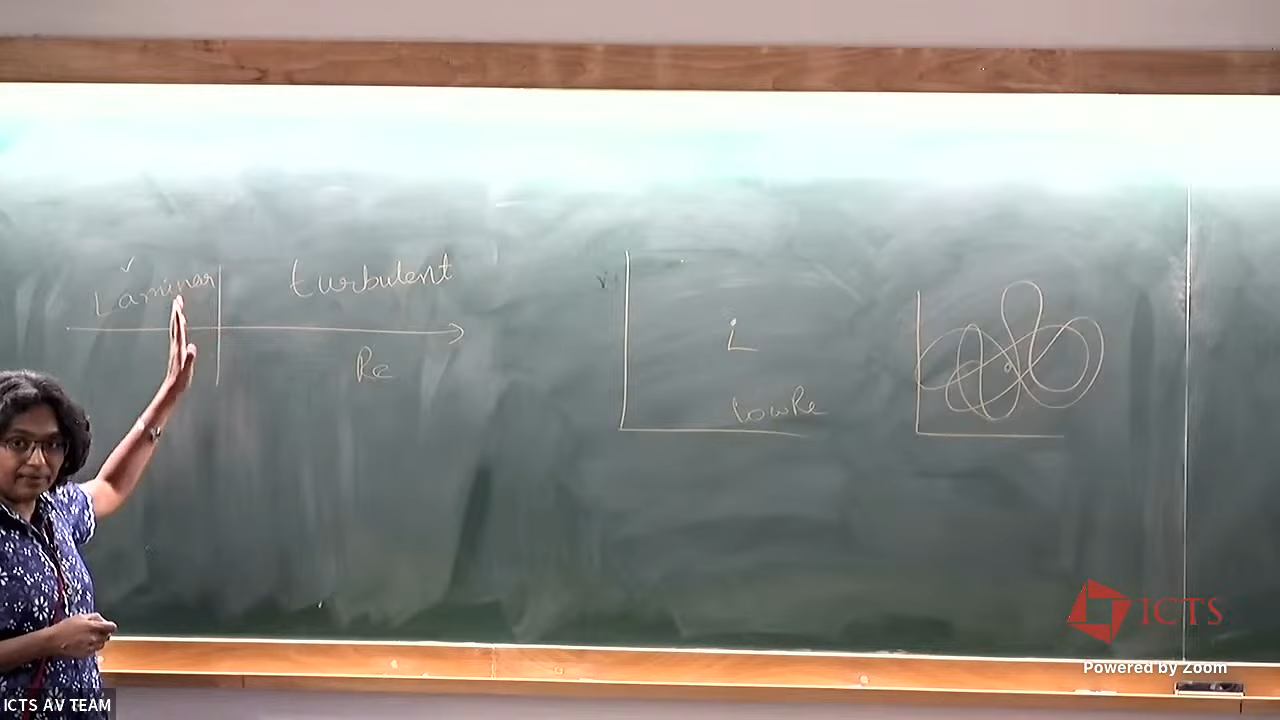 Laminar turbulent
Re
L
low Re
ICTS
Powered by Zoom
ICTS AV TEAM